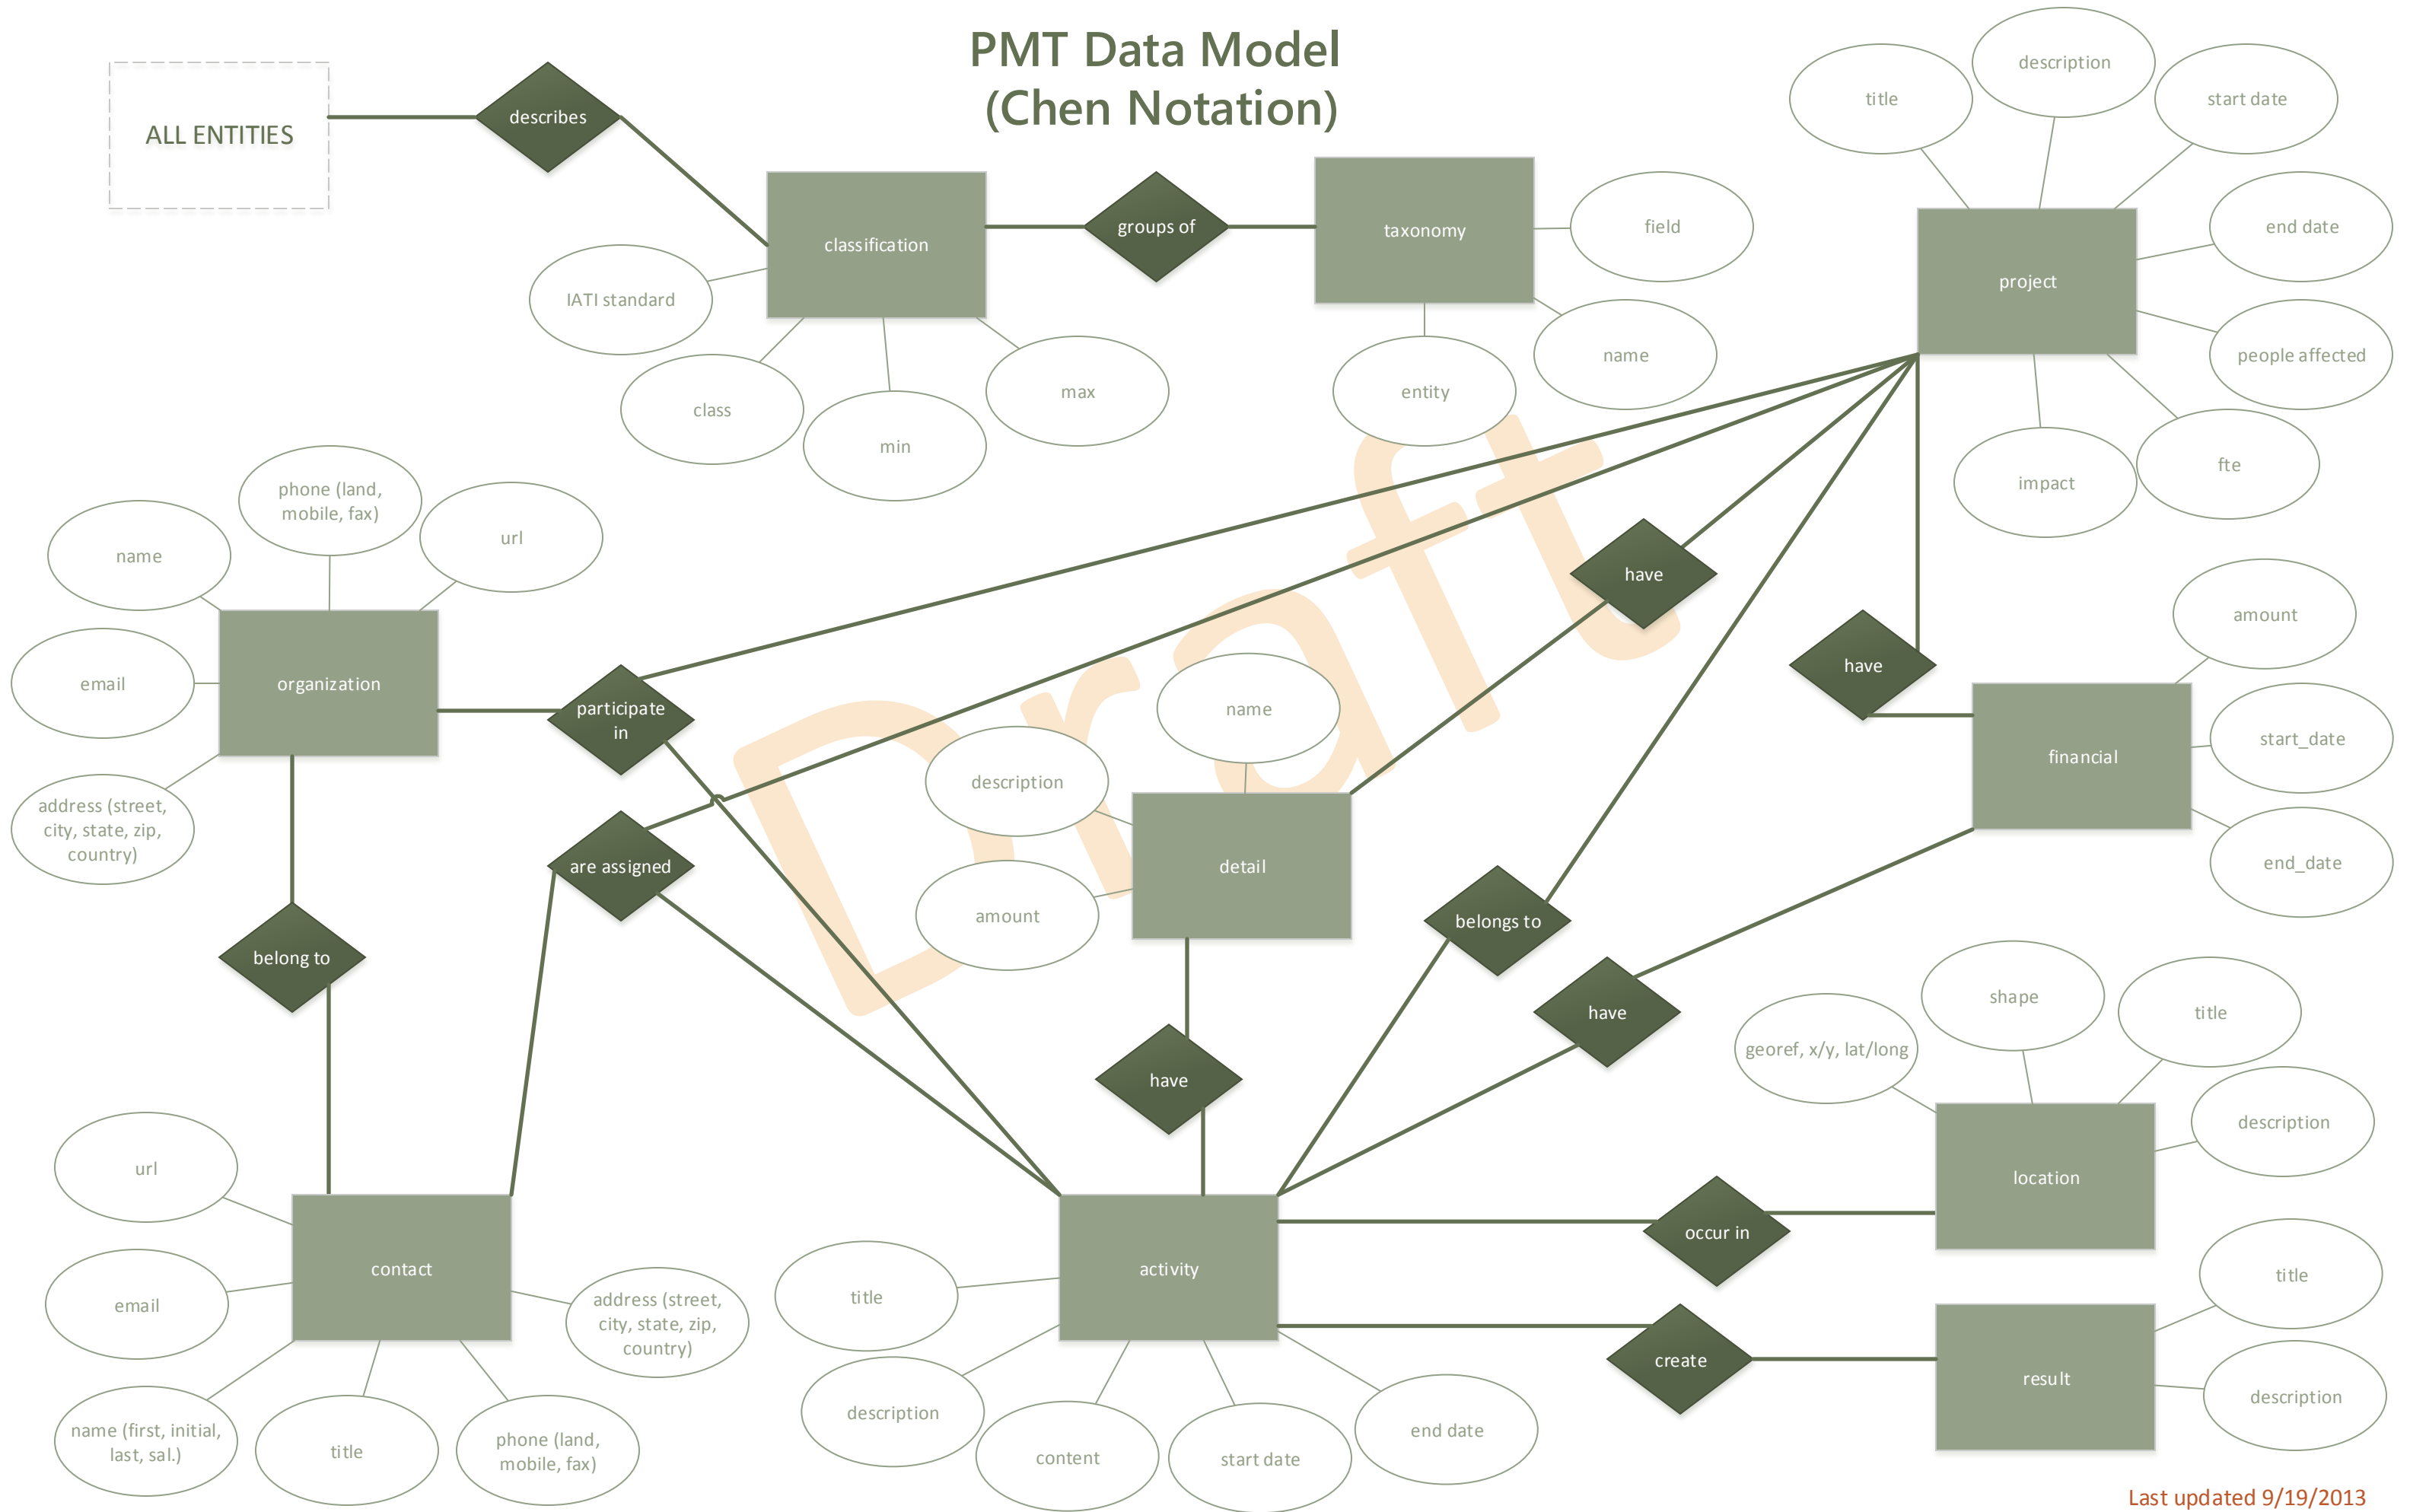 PMT Data Model
(Chen Notation)
ALL ENTITIES
describes
classification
groups of
taxonomy
field
name
entity
IATI standard
class
min
max
title
description
start date
end date
project
people affected
fte
impact
phone (land,
mobile, fax)
name
url
email
organization
address (street,
city, state, zip,
country)
participate
in
are assigned
belong to
Draft
have
have
name
description
detail
amount
amount
start_date
financial
end_date
belongs to
have
have
shape
title
georef, x/y, lat/long
description
location
occur in
url
email
contact
address (street,
city, state, zip,
country)
name (first, initial,
last, sal.)
title
phone (land,
mobile, fax)
activity
title
description
content
start date
end date
create
result
title
description
Last updated 9/19/2013